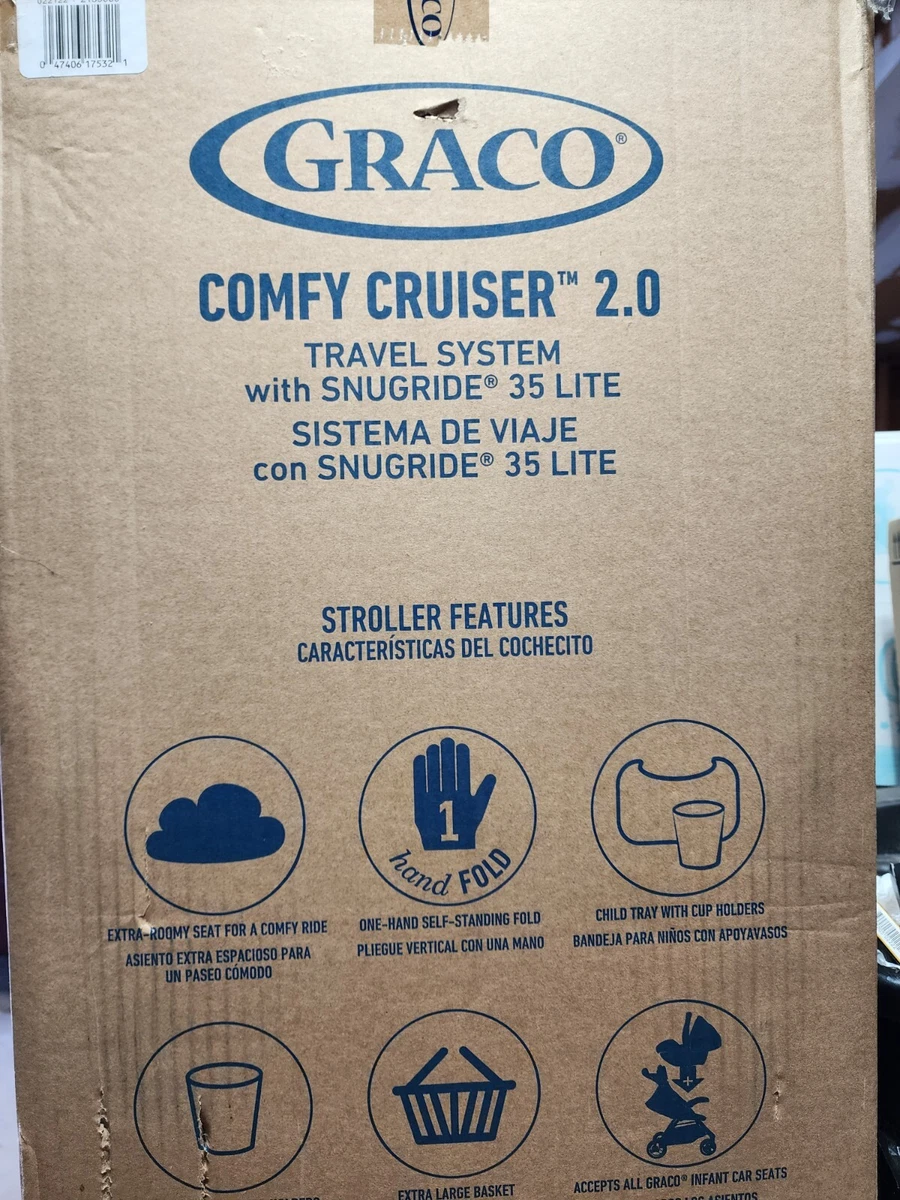 0 47406 17532 1
CO
GRACO®
COMFY CRUISER™ 2.0
TRAVEL SYSTEM
with SNUGRIDE® 35 LITE
SISTEMA DE VIAJE
con SNUGRIDE® 35 LITE
STROLLER FEATURES
CARACTERÍSTICAS DEL COCHECITO
1
hand FOLD
EXTRA-ROOMY SEAT FOR A COMFY RIDE
ASIENTO EXTRA ESPACIOSO PARA
UN PASEO CÓMODO
ONE-HAND SELF-STANDING FOLD
PLIEGUE VERTICAL CON UNA MANO
CHILD TRAY WITH CUP HOLDERS
BANDEJA PARA NIÑOS CON APOYAVASOS
EXTRA LARGE BASKET
ACCEPTS ALL GRACO® INFANT CAR SEATS